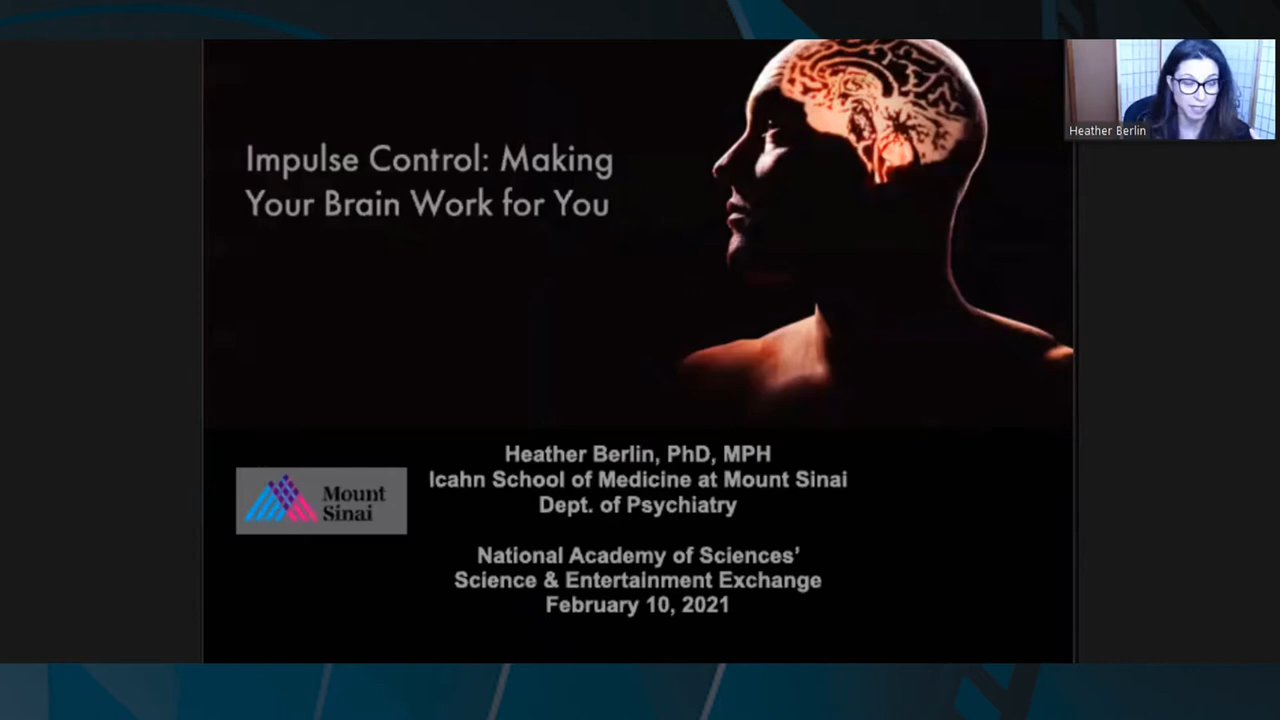 Impulse Control: Making
Your Brain Work for You
Heather Berlin
Heather Berlin, PhD, MPH
Icahn School of Medicine at Mount Sinai
Dept. of Psychiatry
Mount
Sinai
National Academy of Sciences’
Science & Entertainment Exchange
February 10, 2021